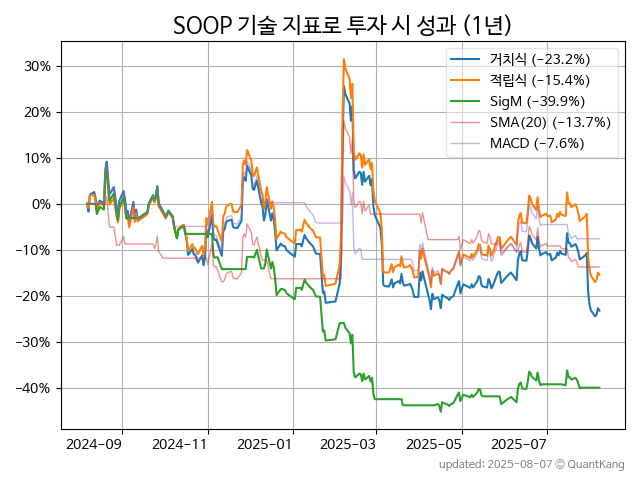 SOOP 기술 지표로 투자 시 성과 (1년)
거치식 (−23.2%)
적립식 (−15.4%)
SigM (−39.9%)
SMA(20) (−13.7%)
MACD (−7.6%)
30%
20%
10%
0%
−10%
−20%
−30%
−40%
2024-09 2024-11 2025-01 2025-03 2025-05 2025-07
updated: 2025-08-07 © QuantKang